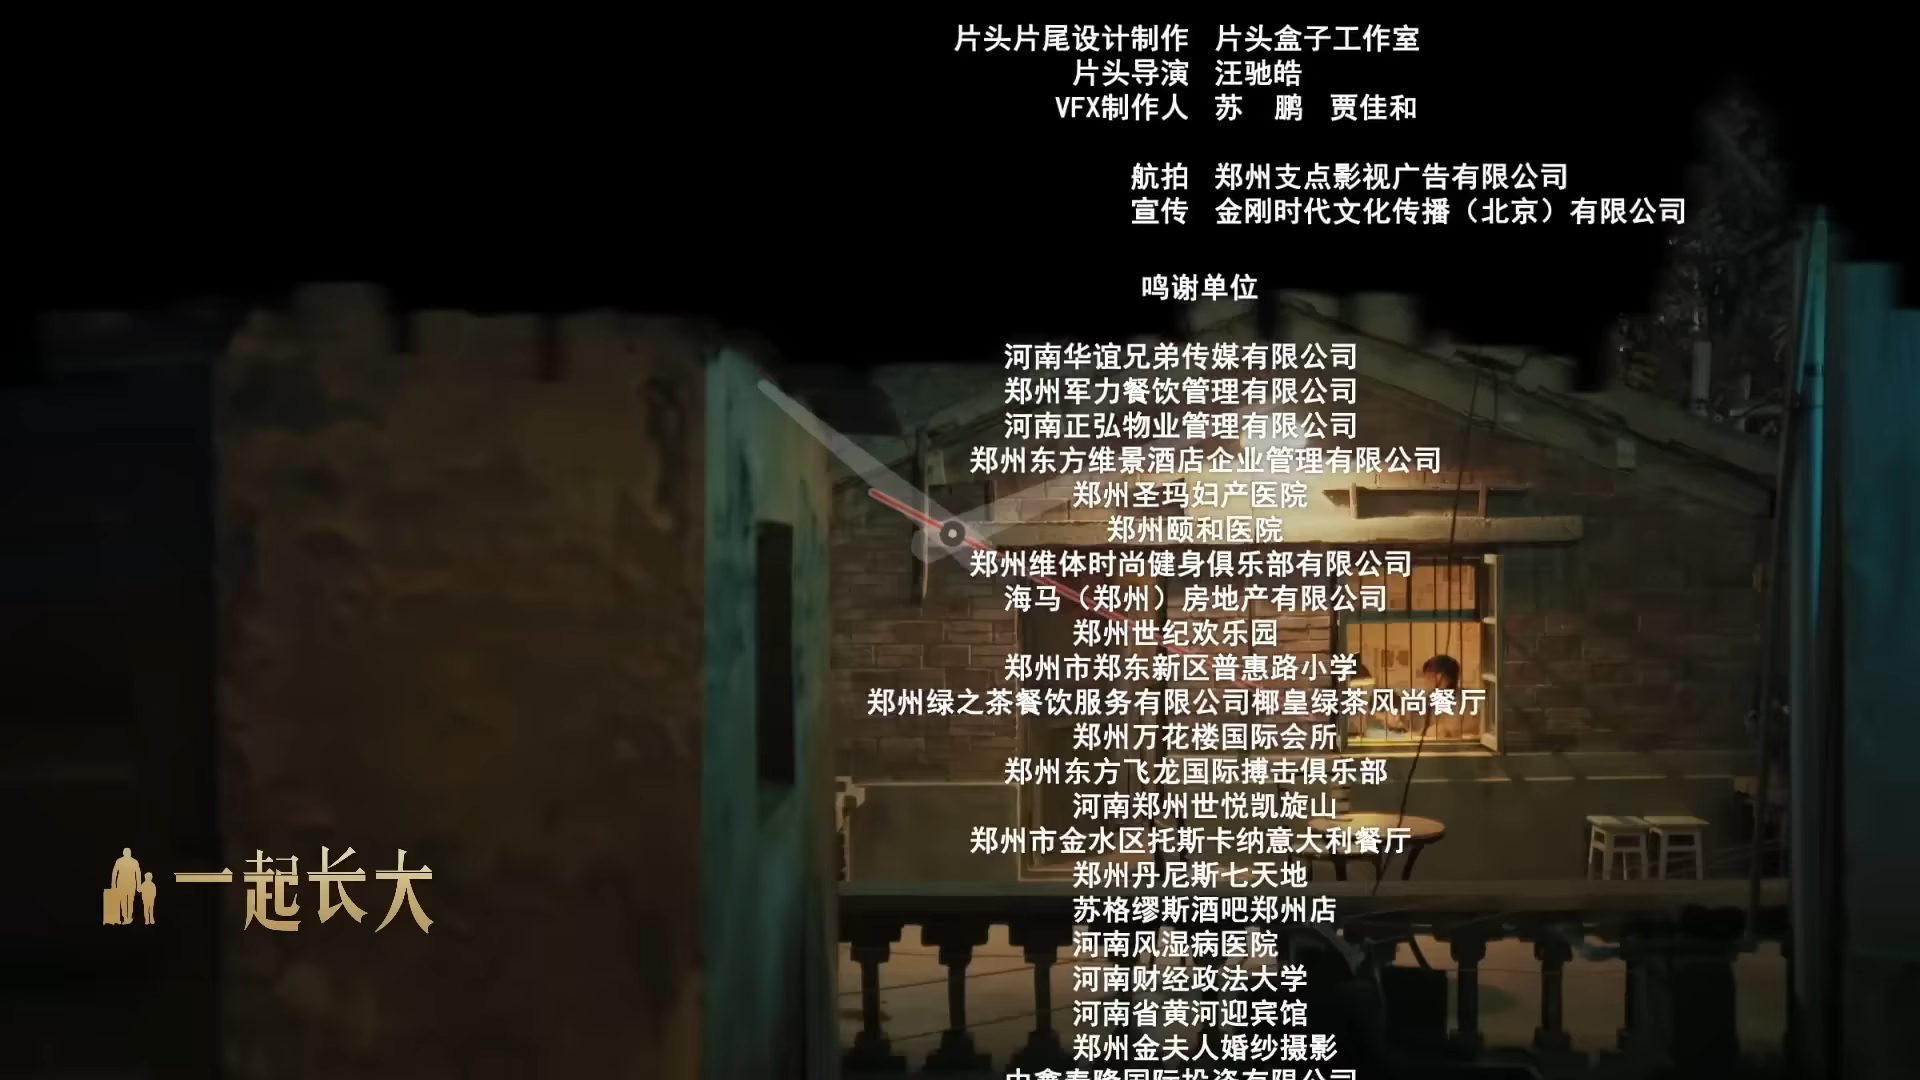 片头片尾设计制作 片头盒子工作室
片头导演 汪驰皓
VFX制作人 苏 鹏 贾佳和
航拍 郑州支点影视广告有限公司
宣传 金刚时代文化传播（北京）有限公司
鸣谢单位
河南华谊兄弟传媒有限公司
郑州军力餐饮管理有限公司
河南正弘物业管理有限公司
郑州东方维景酒店企业管理有限公司
郑州圣玛妇产医院
郑州颐和医院
郑州维体时尚健身俱乐部有限公司
海马（郑州）房地产有限公司
郑州世纪欢乐园
郑州市郑东新区普惠路小学
郑州绿之茶餐饮服务有限公司椰皇绿茶风尚餐厅
郑州万花楼国际会所
郑州东方飞龙国际搏击俱乐部
河南郑州世悦凯旋山
郑州市金水区托斯卡纳意大利餐厅
郑州丹尼斯七天地
苏格缪斯酒吧郑州店
河南风湿病医院
河南财经政法大学
河南省黄河迎宾馆
郑州金夫人婚纱摄影
一起长大